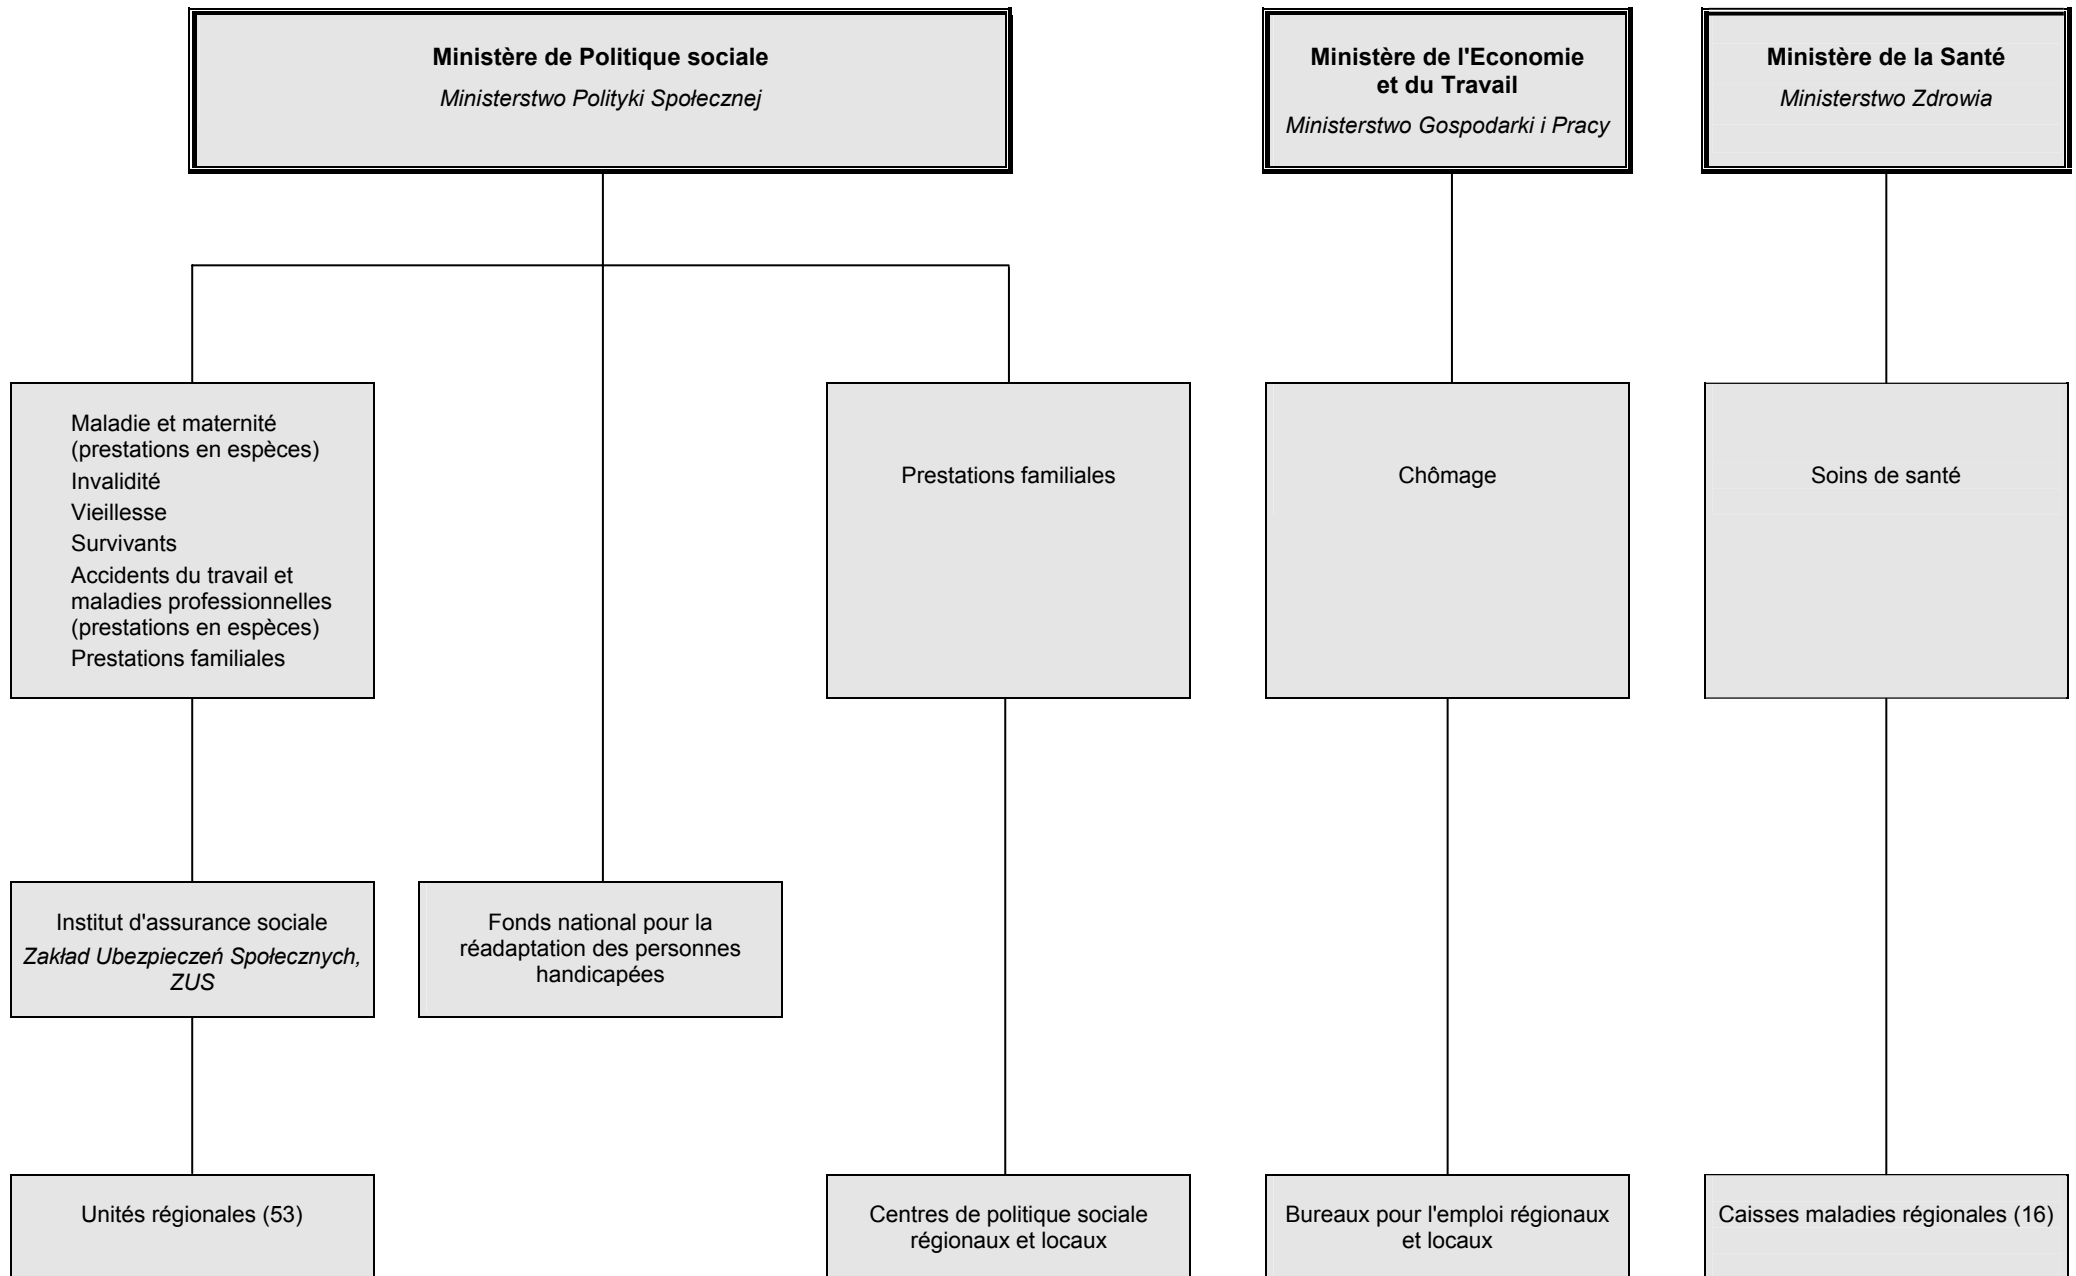 Ministère de Politique sociale
Ministerstwo Polityki Społecznej
Ministère de l'Economie
et du Travail
Ministerstwo Gospodarki i Pracy
Ministère de la Santé
Ministerstwo Zdrowia
Maladie et maternité
(prestations en espèces)
Invalidité
Vieillesse
Survivants
Accidents du travail et
maladies professionnelles
(prestations en espèces)
Prestations familiales
Prestations familiales
Chômage
Soins de santé
Institut d'assurance sociale
Zakład Ubezpieczeń Społecznych,
ZUS
Fonds national pour la
réadaptation des personnes
handicapées
Unités régionales (53)
Centres de politique sociale
régionaux et locaux
Bureaux pour l'emploi régionaux
et locaux
Caisses maladies régionales (16)